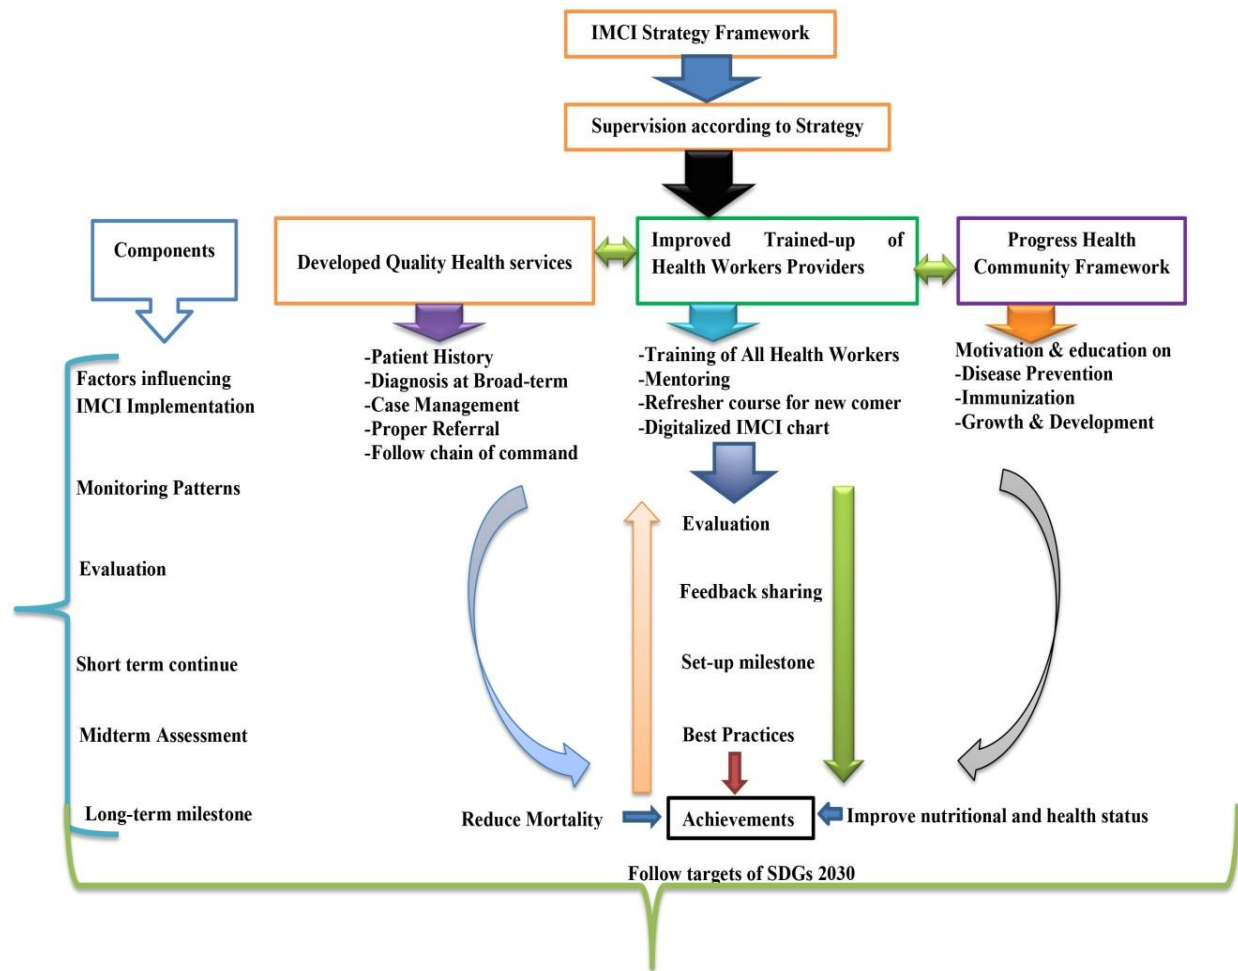 IMCI Strategy Framework
Supervision according to Strategy
Components
Developed Quality Health services
Improved Trained-up of
Health Workers Providers
Progress Health
Community Framework
Factors influencing
IMCI Implementation
Monitoring Patterns
Evaluation
Short term continue
Midterm Assessment
Long-term milestone
-Patient History
-Diagnosis at Broad-term
-Case Management
-Proper Referral
-Follow chain of command
-Training of All Health Workers
-Mentoring
-Refresher course for new comer
-Digitalized IMCI chart
Motivation & education on
-Disease Prevention
-Immunization
-Growth & Development
Evaluation
Feedback sharing
Set-up milestone
Best Practices
Reduce Mortality
Achievements
Improve nutritional and health status
Follow targets of SDGs 2030